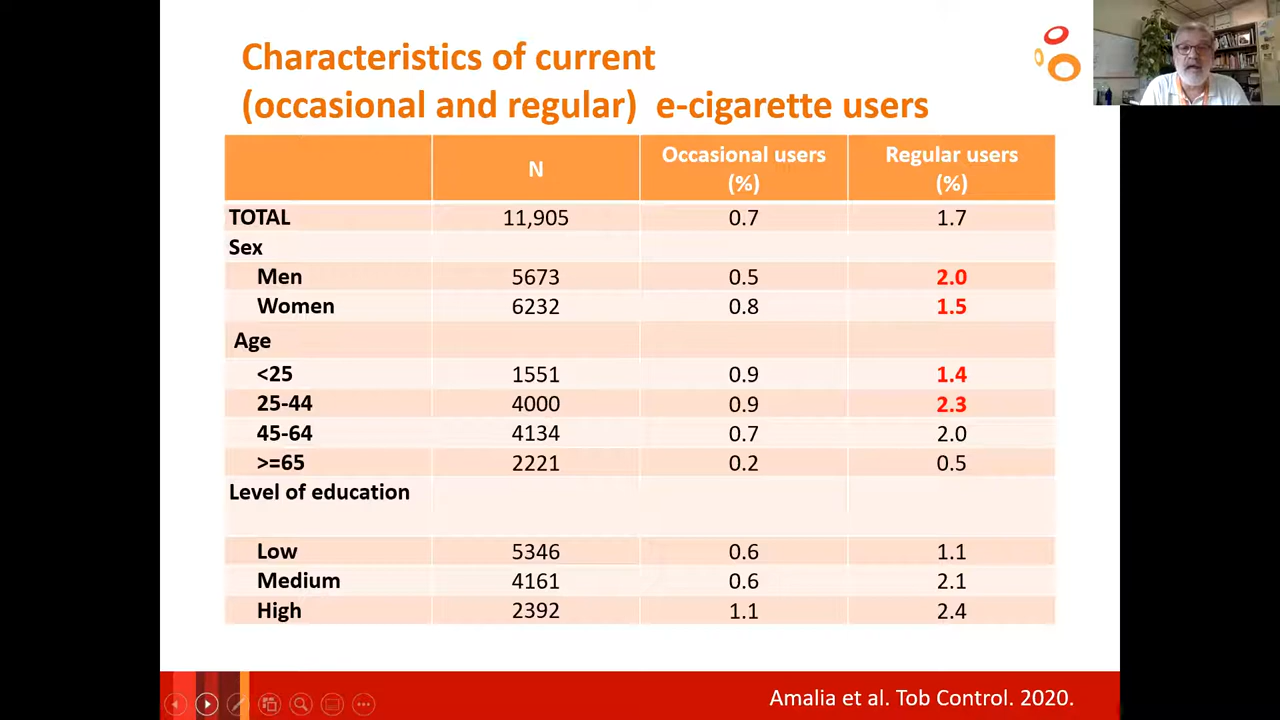 Characteristics of current
(occasional and regular) e-cigarette users
N Occasional users (%) Regular users (%)
TOTAL 11,905 0.7 1.7
Sex
Men 5673 0.5 2.0
Women 6232 0.8 1.5
Age
<25 1551 0.9 1.4
25-44 4000 0.9 2.3
45-64 4134 0.7 2.0
>=65 2221 0.2 0.5
Level of education
Low 5346 0.6 1.1
Medium 4161 0.6 2.1
High 2392 1.1 2.4
Amalia et al. Tob Control. 2020.